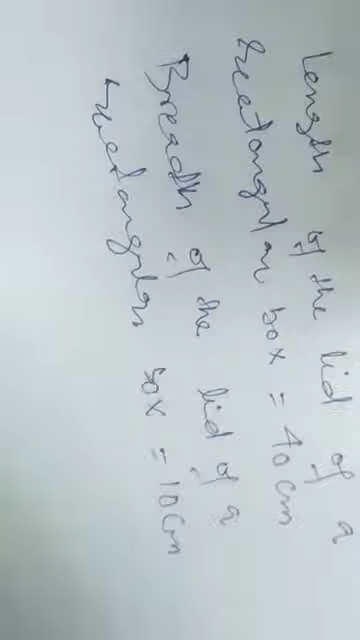 Length of the lid of a
rectangular box = 40 cm
Breadth of the lid of a
rectangular box = 10 cm